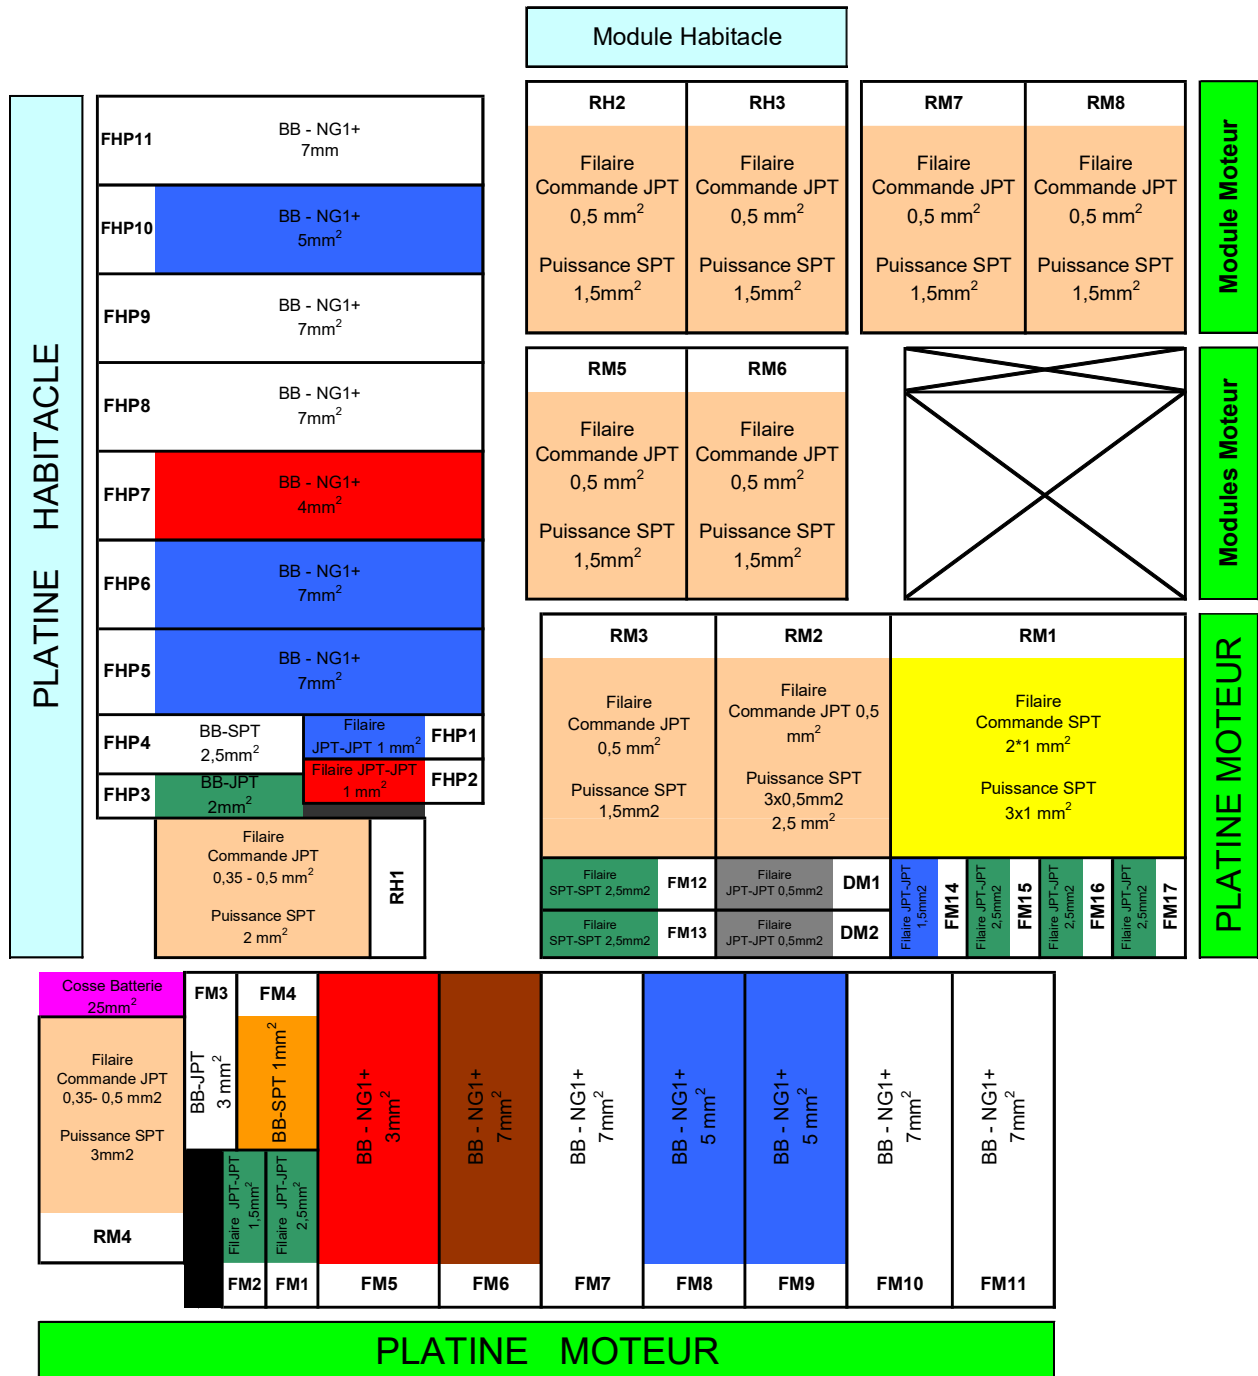 Module Habitacle
PLATINE HABITACLE
FHP11
BB - NG1+
7mm
FHP10
BB - NG1+
5mm²
FHP9
BB - NG1+
7mm²
FHP8
BB - NG1+
7mm²
FHP7
BB - NG1+
4mm²
FHP6
BB - NG1+
7mm²
FHP5
BB - NG1+
7mm²
FHP4
BB-SPT
2,5mm²
Filaire
JPT-JPT 1 mm²
FHP1
Filaire JPT-JPT
1 mm²
FHP2
FHP3
BB-JPT
2mm²
Filaire
Commande JPT
0,35 - 0,5 mm²
Puissance SPT
2 mm²
RH1
RH2
Filaire
Commande JPT
0,5 mm²
Puissance SPT
1,5mm²
RH3
Filaire
Commande JPT
0,5 mm²
Puissance SPT
1,5mm²
RM7
Filaire
Commande JPT
0,5 mm²
Puissance SPT
1,5mm²
RM8
Filaire
Commande JPT
0,5 mm²
Puissance SPT
1,5mm²
Module Moteur
RM5
Filaire
Commande JPT
0,5 mm²
Puissance SPT
1,5mm²
RM6
Filaire
Commande JPT
0,5 mm²
Puissance SPT
1,5mm²
Modules Moteur
RM3
Filaire
Commande JPT
0,5 mm²
Puissance SPT
1,5mm2
RM2
Filaire
Commande JPT 0,5
mm²
Puissance SPT
3x0,5mm2
2,5 mm²
RM1
Filaire
Commande SPT
2*1 mm²
Puissance SPT
3x1 mm²
PLATINE MOTEUR
Filaire
SPT-SPT 2,5mm2
FM12
Filaire
JPT-JPT 0,5mm2
DM1
Filaire
SPT-SPT 2,5mm2
FM13
Filaire
JPT-JPT 0,5mm2
DM2
Filaire JPT-JPT
1,5mm2
FM14
Filaire JPT-JPT
2,5mm2
FM15
Filaire JPT-JPT
2,5mm2
FM16
Filaire JPT-JPT
2,5mm2
FM17
Cosse Batterie
25mm²
Filaire
Commande JPT
0,35- 0,5 mm2
Puissance SPT
3mm2
RM4
FM3
BB-JPT
3 mm²
FM4
BB-SPT 1mm²
Filaire JPT-JPT
1,5mm²
FM2
Filaire JPT-JPT
2,5mm²
FM1
BB - NG1+
3mm²
FM5
BB - NG1+
7mm²
FM6
BB - NG1+
7mm²
FM7
BB - NG1+
5 mm²
FM8
BB - NG1+
5 mm²
FM9
BB - NG1+
7mm²
FM10
BB - NG1+
7mm²
FM11
PLATINE MOTEUR